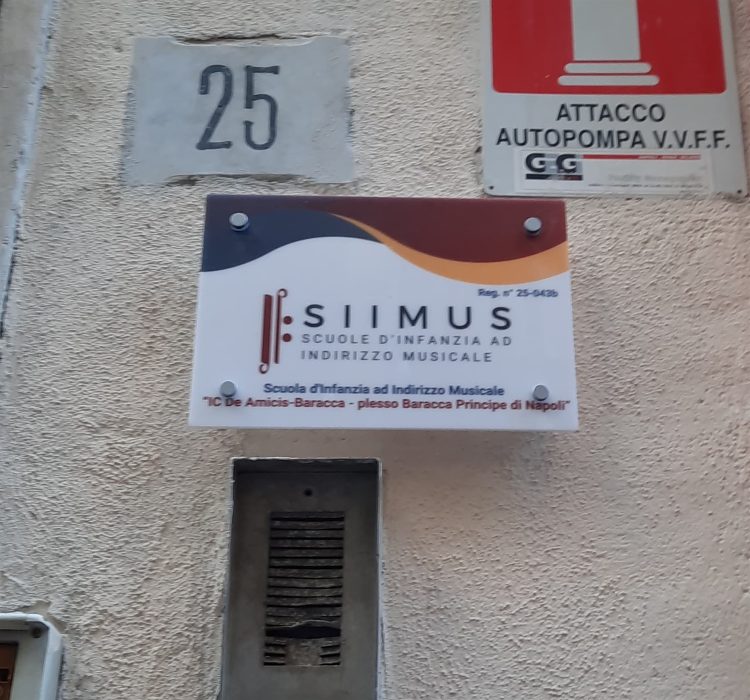 25
ATTACCO
AUTOPOMPA V.V.F.F.
Reg. n° 25-043b
SIIMUS
SCUOLE D'INFANZIA AD
INDIRIZZO MUSICALE
Scuola d'Infanzia ad Indirizzo Musicale
"IC De Amicis-Baracca - plesso Baracca Principe di Napoli"